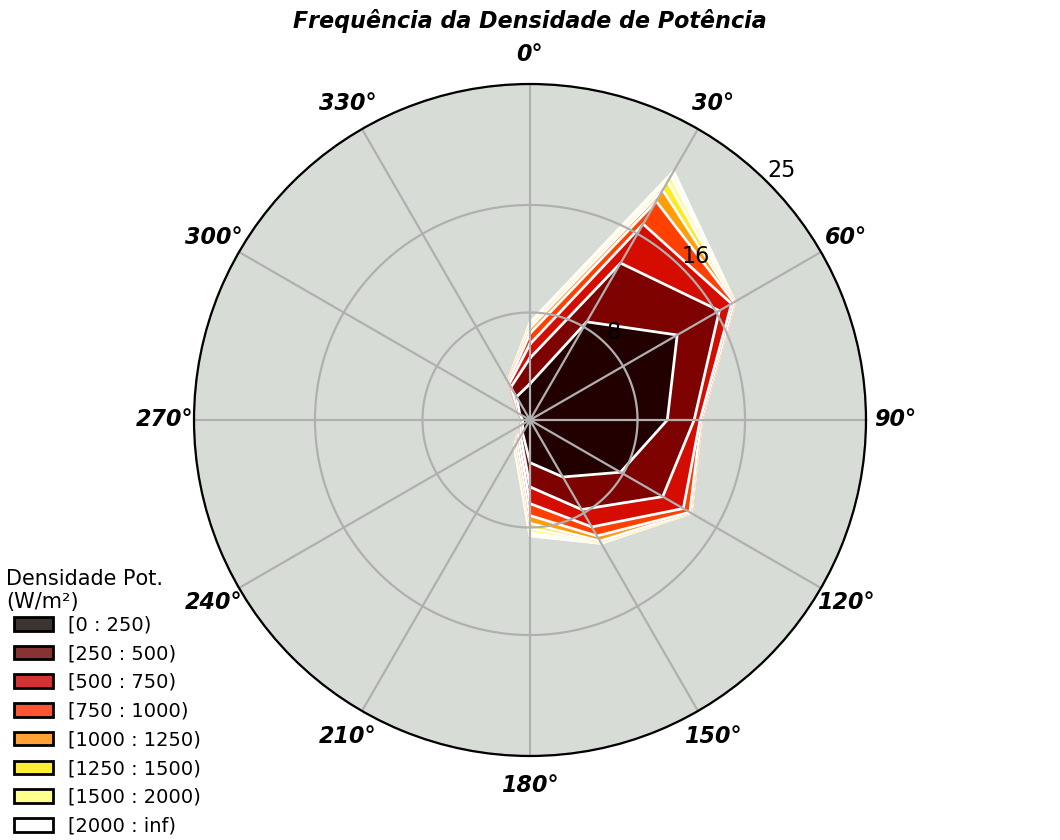 Frequência da Densidade de Potência
0°
330°
30°
25
300°
60°
16
8
270°
90°
Densidade Pot.
(W/m²)
240°
120°
[0 : 250)
[250 : 500)
[500 : 750)
[750 : 1000)
210°
150°
[1000 : 1250)
[1250 : 1500)
180°
[1500 : 2000)
[2000 : inf)